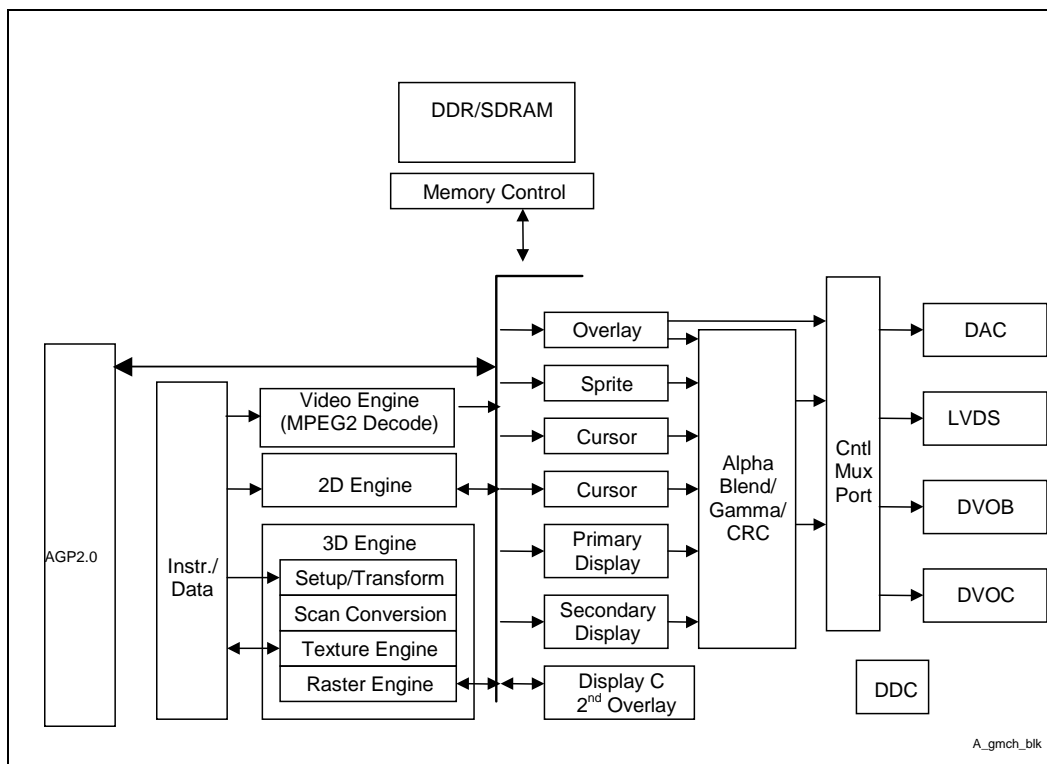 DDR/SDRAM
Memory Control
AGP2.0
Instr./
Data
Video Engine
(MPEG2 Decode)
2D Engine
3D Engine
Setup/Transform
Scan Conversion
Texture Engine
Raster Engine
Overlay
Sprite
Cursor
Cursor
Primary
Display
Secondary
Display
Display C
2nd Overlay
Alpha
Blend/
Gamma/
CRC
Cntl
Mux
Port
DAC
LVDS
DVOB
DVOC
DDC
A_gmch_blk